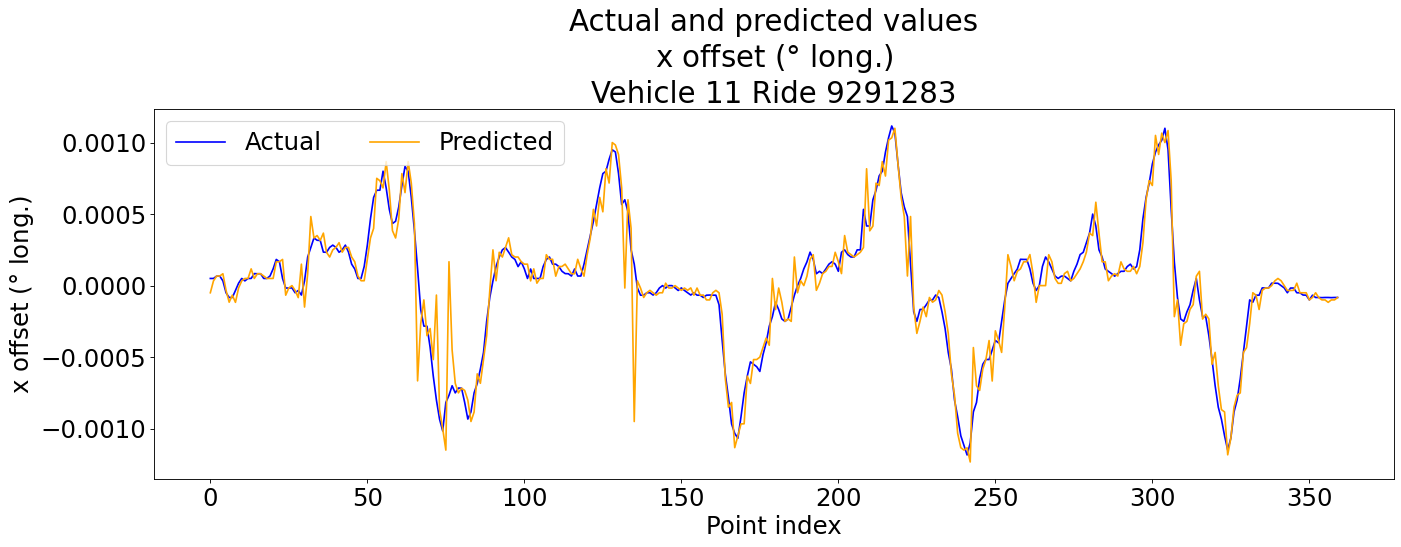 Actual and predicted values
x offset (° long.)
Vehicle 11 Ride 9291283
Actual
Predicted
0.0010
0.0005
0.0000
−0.0005
−0.0010
x offset (° long.)
0
50
100
150
200
250
300
350
Point index